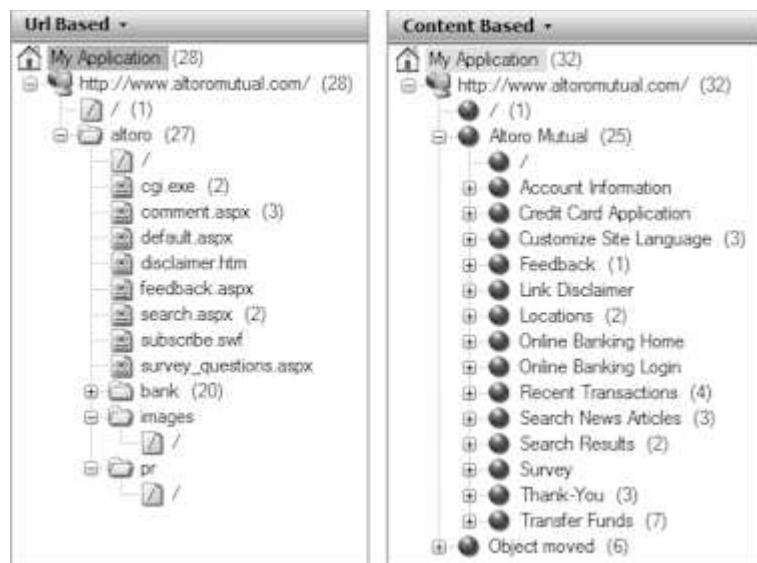 Url Based
My Application (28)
http://www.altoromutual.com/ (28)
/ (1)
altoro (27)
/
cgi.exe (2)
comment.aspx (3)
default.aspx
disclaimer.htm
feedback.aspx
search.aspx (2)
subscribe.swf
survey_questions.aspx
bank (20)
images
/
pr
/
Content Based
My Application (32)
http://www.altoromutual.com/ (32)
/ (1)
Altoro Mutual (25)
/
Account Information
Credit Card Application
Customize Site Language (3)
Feedback (1)
Link Disclaimer
Locations (2)
Online Banking Home
Online Banking Login
Recent Transactions (4)
Search News Articles (3)
Search Results (2)
Survey
Thank-You (3)
Transfer Funds (7)
Object moved (6)